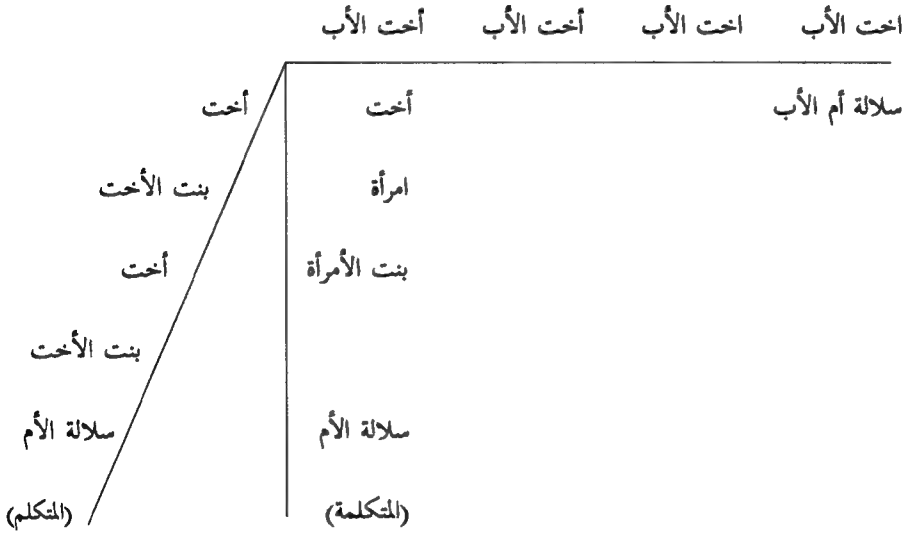 اخت الأب اخت الأب أخت الأب أخت الأب
سلالة أم الأب أخت أخت
امرأة بنت الأخت
بنت الأمرأة أخت
بنت الأخت
سلالة الأم سلالة الأم
(المتكلمة) (المتكلم)